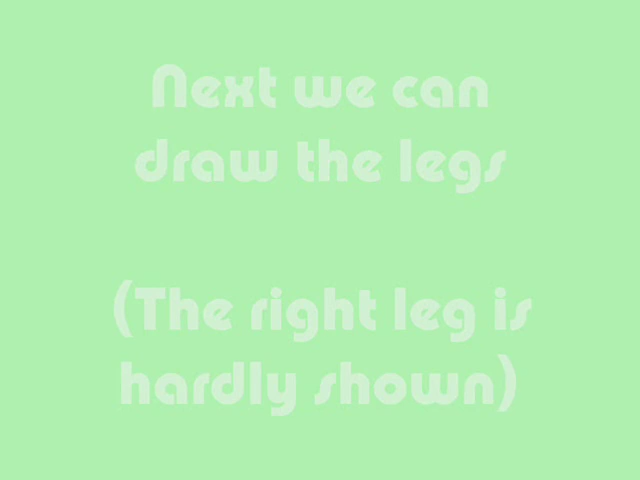 Next we can
draw the legs
(The right leg is
hardly shown)